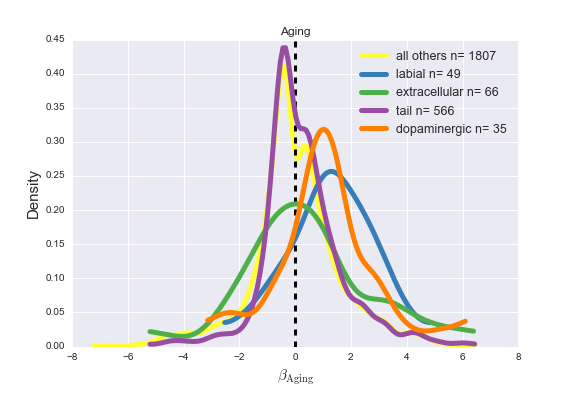 Aging
0.45
0.40
0.35
0.30
0.25
0.20
0.15
0.10
0.05
0.00
Density
all others n= 1807
labial n= 49
extracellular n= 66
tail n= 566
dopaminergic n= 35
−8 −6 −4 −2 0 2 4 6 8
β_Aging